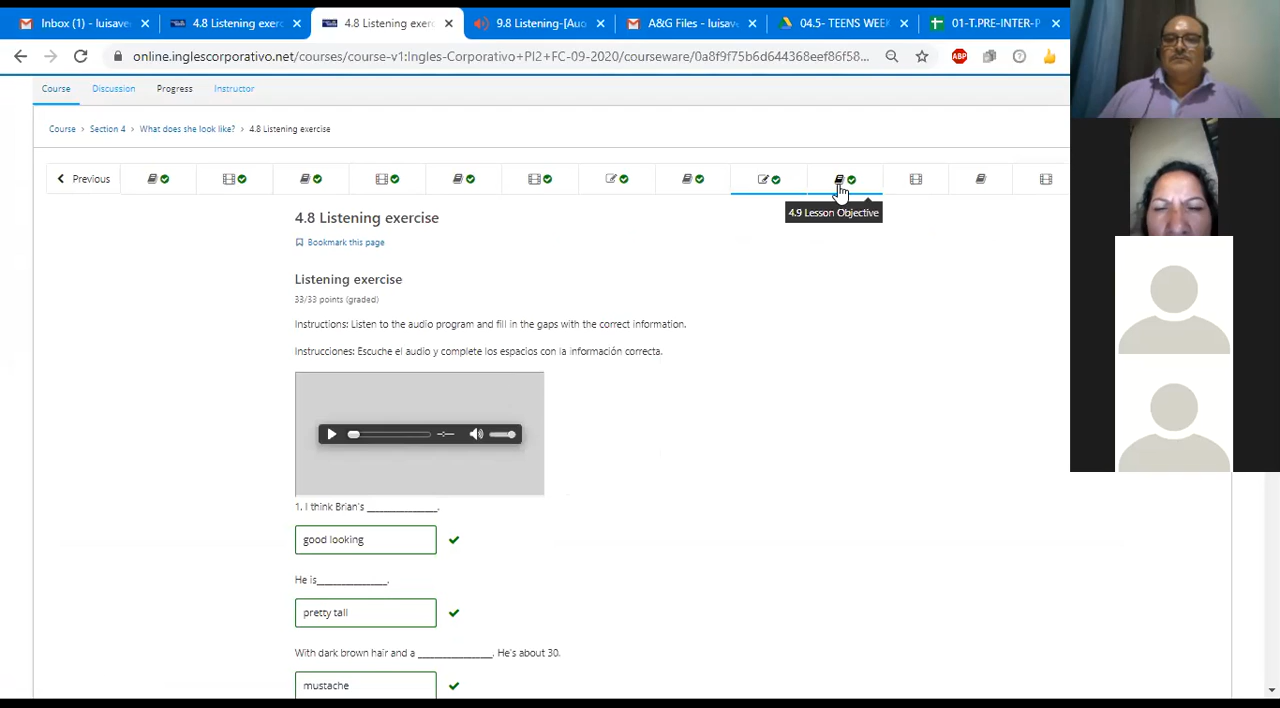 Inbox (1) - luisave
4.8 Listening exerc
4.8 Listening exerc
9.8 Listening-[Auc
A&G Files - luisav
04.5- TEENS WEEK
01-T.PRE-INTER-P
online.inglescorporativo.net/courses/course-v1:Ingles-Corporativo+PI2+FC-09-2020/courseware/0a8f9f75b6d644368eef86f58...
ABP
Course
Discussion
Progress
Instructor
Course > Section 4 > What does she look like? > 4.8 Listening exercise
Previous
4.9 Lesson Objective
4.8 Listening exercise
Bookmark this page
Listening exercise
33/33 points (graded)
Instructions: Listen to the audio program and fill in the gaps with the correct information.
Instrucciones: Escuche el audio y complete los espacios con la información correcta.
1. I think Brian's ________________.
good looking
He is________________.
pretty tall
With dark brown hair and a _________________. He's about 30.
mustache